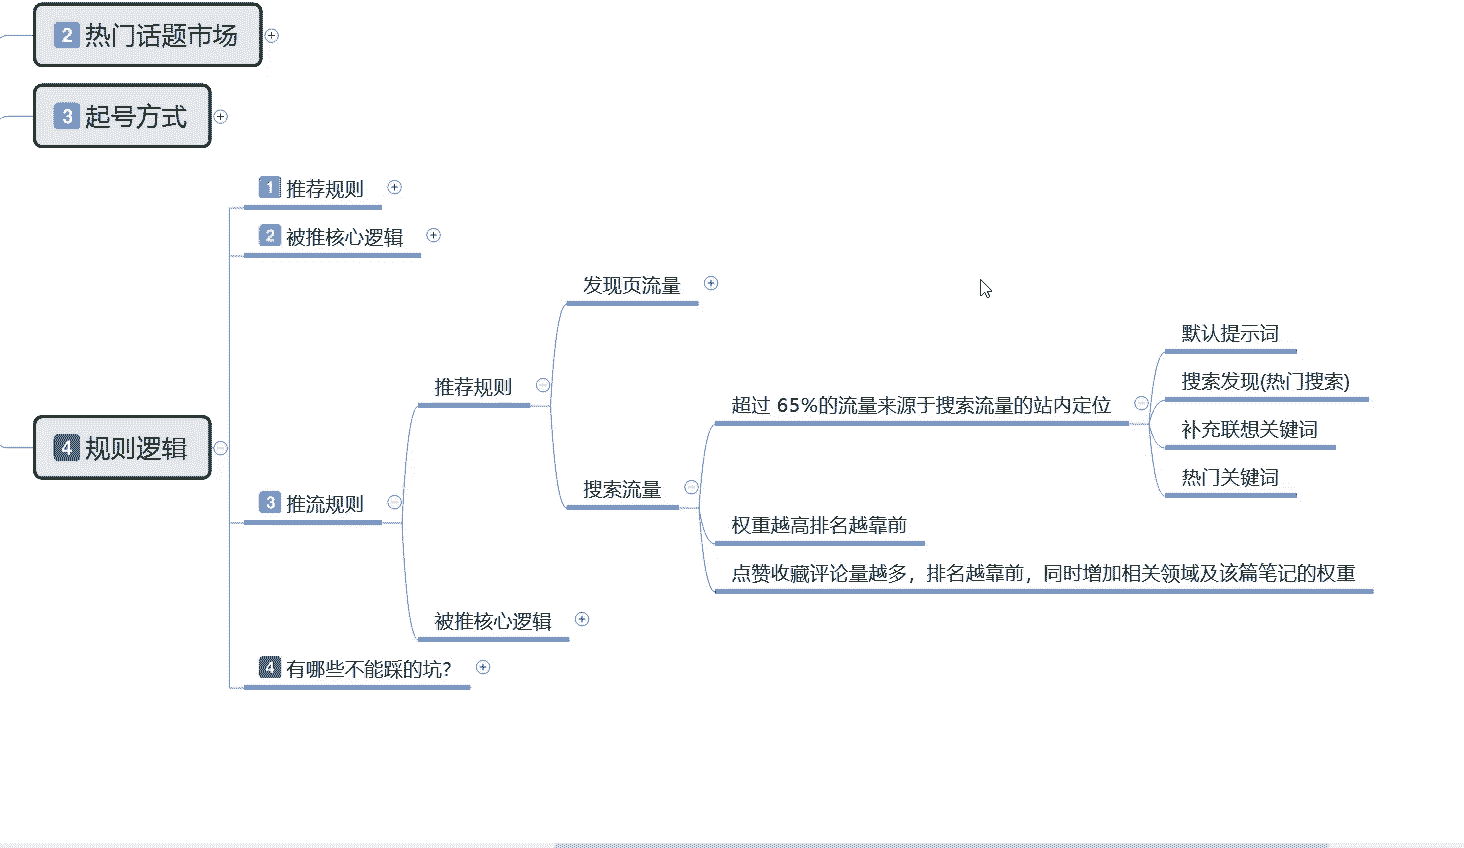 2 热门话题市场
3 起号方式
4 规则逻辑
1 推荐规则
2 被推核心逻辑
3 推流规则
推荐规则
发现页流量
搜索流量
超过 65%的流量来源于搜索流量的站内定位
默认提示词
搜索发现(热门搜索)
补充联想关键词
热门关键词
权重越高排名越靠前
点赞收藏评论量越多，排名越靠前，同时增加相关领域及该篇笔记的权重
被推核心逻辑
4 有哪些不能踩的坑？